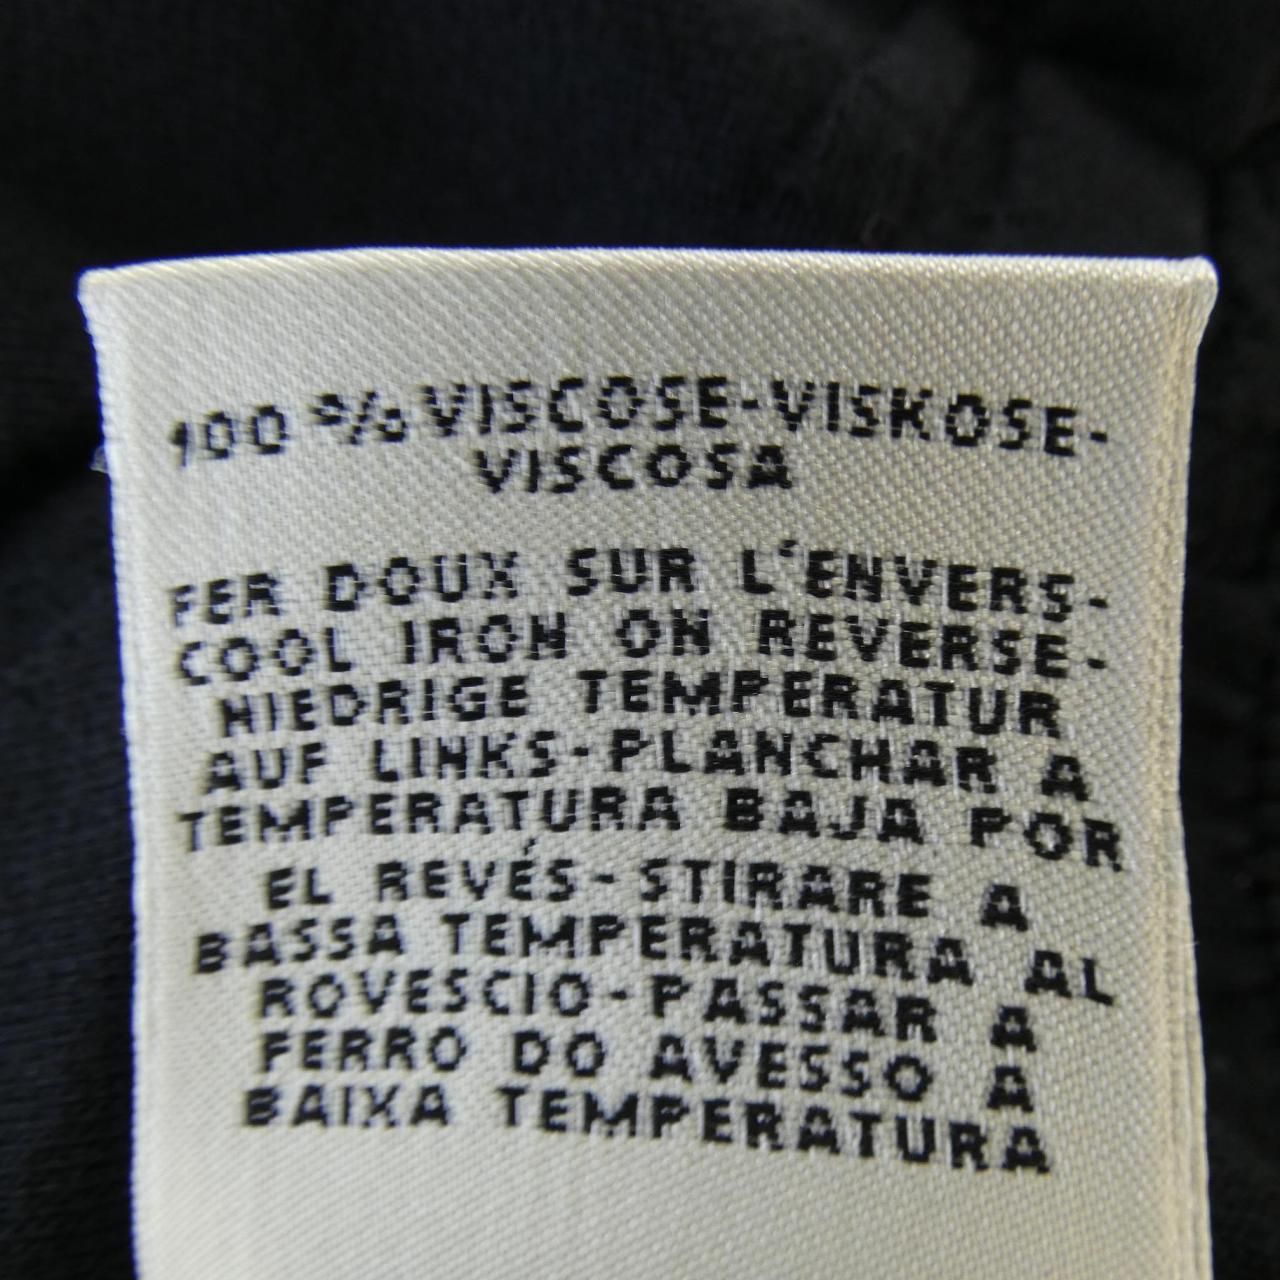 100 % VISCOSE-VISKOSE-
VISCOSA
FER DOUX SUR L'ENVERS-
COOL IRON ON REVERSE-
NIEDRIGE TEMPERATUR
AUF LINKS-PLANCHAR A
TEMPERATURA BAJA POR
EL REVÉS-STIRARE A
BASSA TEMPERATURA AL
ROVESCIO-PASSAR A
FERRO DO AVESSO A
BAIXA TEMPERATURA